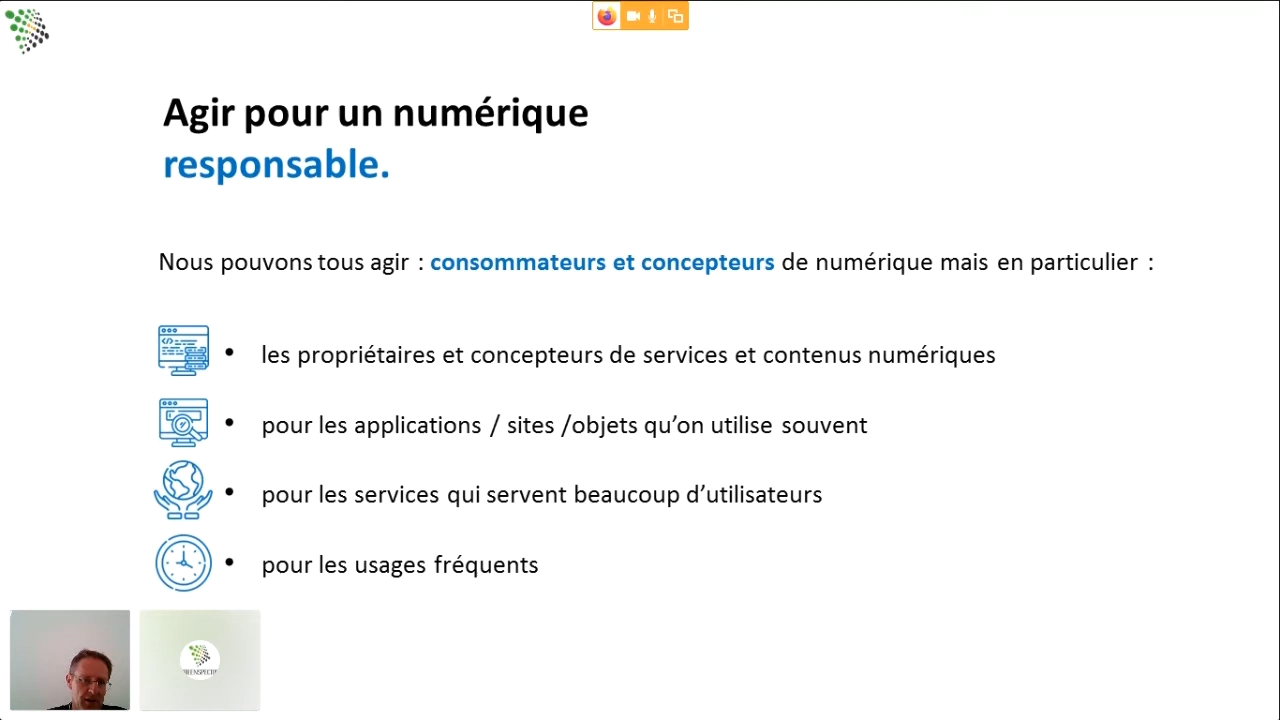 Agir pour un numérique
responsable.
Nous pouvons tous agir : consommateurs et concepteurs de numérique mais en particulier :
• les propriétaires et concepteurs de services et contenus numériques
• pour les applications / sites /objets qu’on utilise souvent
• pour les services qui servent beaucoup d’utilisateurs
• pour les usages fréquents